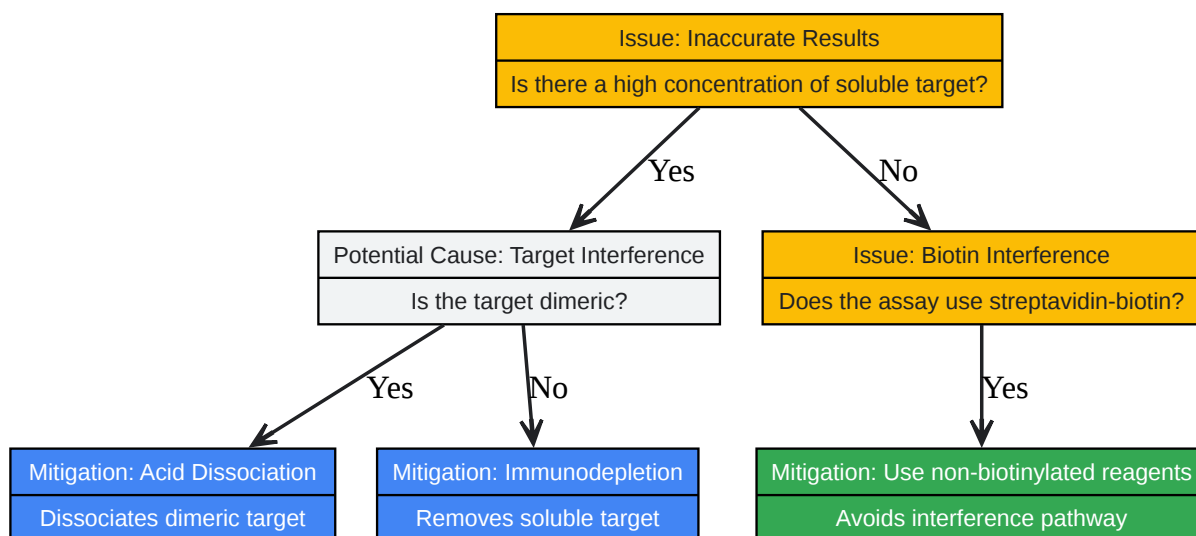 Issue: Inaccurate Results
Is there a high concentration of soluble target?
Yes
No
Potential Cause: Target Interference
Is the target dimeric?
Issue: Biotin Interference
Does the assay use streptavidin-biotin?
Yes
No
Yes
Mitigation: Acid Dissociation
Dissociates dimeric target
Mitigation: Immunodepletion
Removes soluble target
Mitigation: Use non-biotinylated reagents
Avoids interference pathway